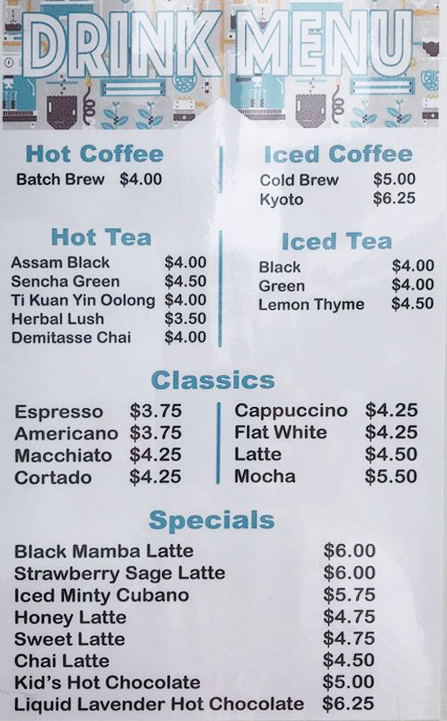 DRINK MENU
Hot Coffee
Batch Brew $4.00
Iced Coffee
Cold Brew $5.00
Kyoto $6.25
Hot Tea
Assam Black $4.00
Sencha Green $4.50
Ti Kuan Yin Oolong $4.00
Herbal Lush $3.50
Demitasse Chai $4.00
Iced Tea
Black $4.00
Green $4.00
Lemon Thyme $4.50
Classics
Espresso $3.75
Americano $3.75
Macchiato $4.25
Cortado $4.25
Cappuccino $4.25
Flat White $4.25
Latte $4.50
Mocha $5.50
Specials
Black Mamba Latte $6.00
Strawberry Sage Latte $6.00
Iced Minty Cubano $5.75
Honey Latte $4.75
Sweet Latte $4.75
Chai Latte $4.50
Kid's Hot Chocolate $5.00
Liquid Lavender Hot Chocolate $6.25